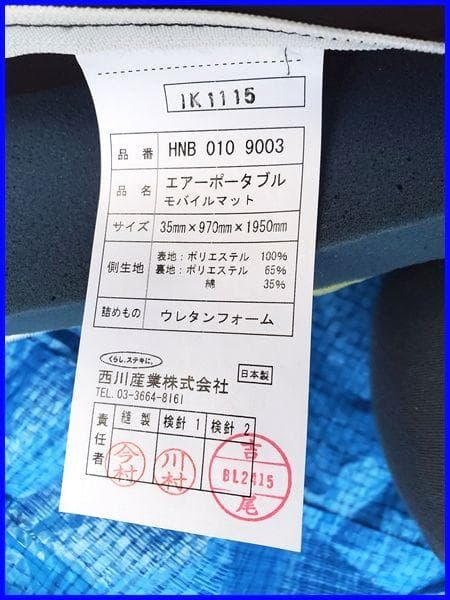 IK1115
品番 HNB 010 9003
品名 エアーポータブル
モバイルマット
サイズ 35mm×970mm×1950mm
側生地 表地：ポリエステル 100%
裏地：ポリエステル 65%
綿 35%
詰めもの ウレタンフォーム
くらし、ステキに。
西川産業株式会社 日本製
TEL. 03-3664-8161
責任者 縫製 検針1 検針2
今村 川村 吉尾 BL2415